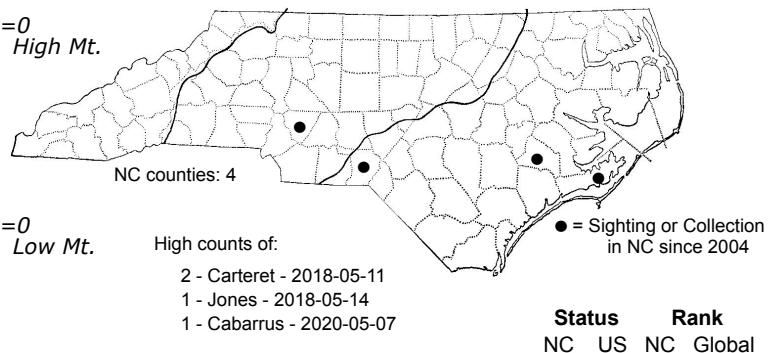 =0
High Mt.
NC counties: 4
=0
Low Mt.
High counts of:
2 - Carteret - 2018-05-11
1 - Jones - 2018-05-14
1 - Cabarrus - 2020-05-07
● = Sighting or Collection
in NC since 2004
Status Rank
NC US NC Global